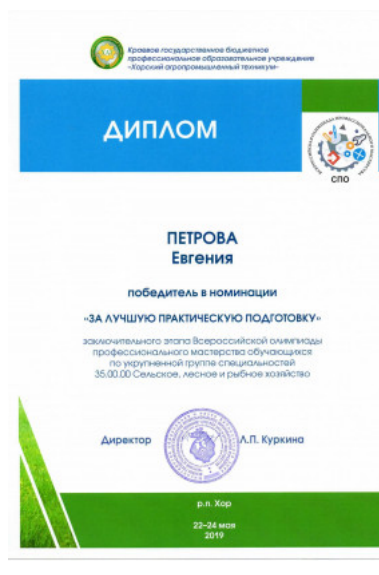 Краевое государственное бюджетное
профессиональное образовательное учреждение
«Хорский агропромышленный техникум»
ДИПЛОМ
СПО
ПЕТРОВА
Евгения
победитель в номинации
«ЗА ЛУЧШУЮ ПРАКТИЧЕСКУЮ ПОДГОТОВКУ»
заключительного этапа Всероссийской олимпиады
профессионального мастерства обучающихся
по укрупненной группе специальностей
35.00.00 Сельское, лесное и рыбное хозяйство
Директор Л.П. Куркина
р.п. Хор
22–24 мая
2019